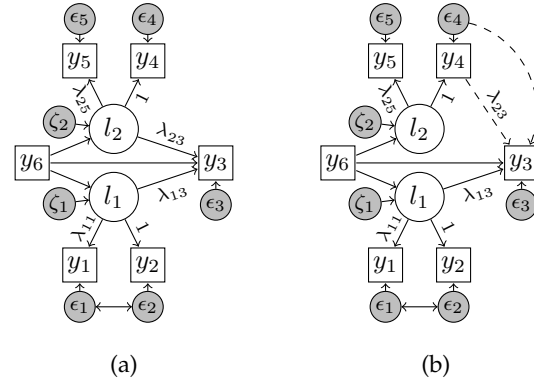 ϵ₅ ϵ₄ ϵ₅ ϵ₄
y₅ y₄ y₅ y₄
λ₂₅ 1 λ₂₅ 1 λ₂₃
ζ₂ l₂ λ₂₃ ζ₂ l₂
y₆ y₃ y₆ y₃
ζ₁ l₁ λ₁₃ ϵ₃ ζ₁ l₁ λ₁₃ ϵ₃
λ₁₁ 1 λ₁₁ 1
y₁ y₂ y₁ y₂
ϵ₁ ϵ₂ ϵ₁ ϵ₂
(a) (b)